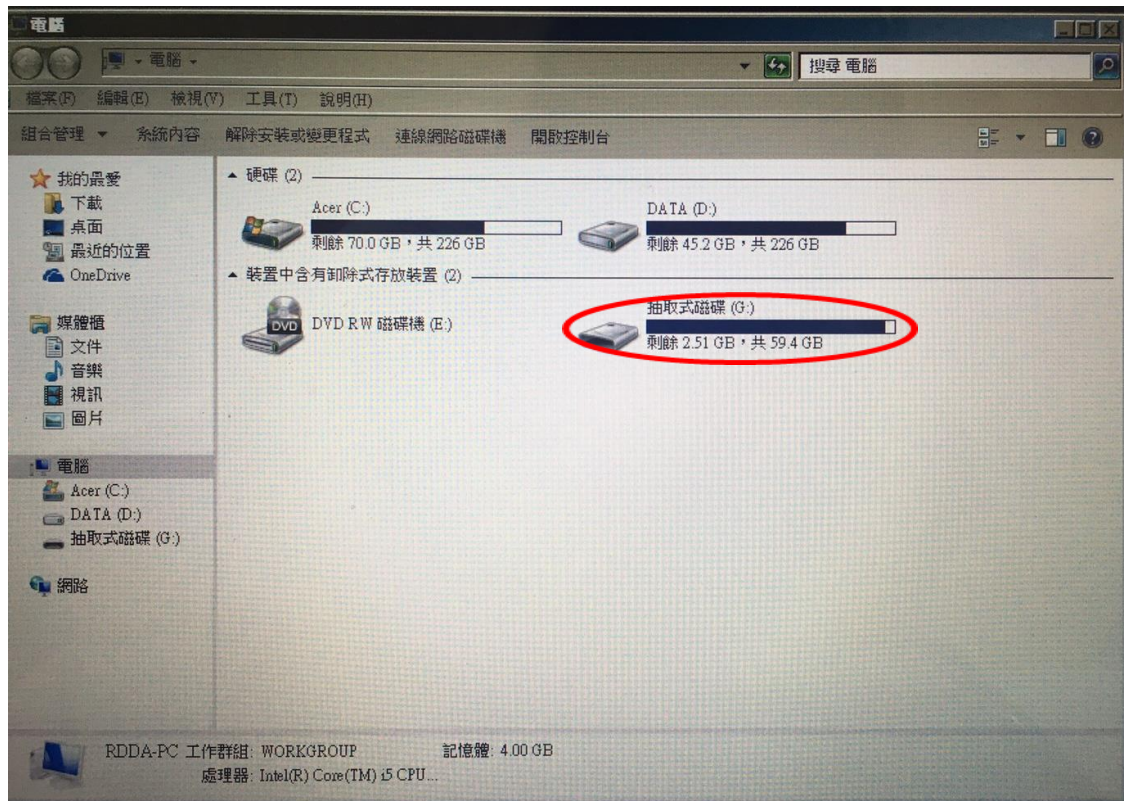 電腦
電腦
搜尋 電腦
檔案(F) 編輯(E) 檢視(V) 工具(T) 說明(H)
組合管理 系統內容 解除安裝或變更程式 連線網路磁碟機 開啟控制台
我的最愛
下載
桌面
最近的位置
OneDrive
媒體櫃
文件
音樂
視訊
圖片
電腦
Acer (C:)
DATA (D:)
抽取式磁碟 (G:)
網路
硬碟 (2)
Acer (C:)
剩餘 70.0 GB，共 226 GB
DATA (D:)
剩餘 45.2 GB，共 226 GB
裝置中含有卸除式存放裝置 (2)
DVD
DVD RW 磁碟機 (E:)
抽取式磁碟 (G:)
剩餘 2.51 GB，共 59.4 GB
RDDA-PC 工作群組: WORKGROUP 記憶體: 4.00 GB
處理器: Intel(R) Core(TM) i5 CPU...